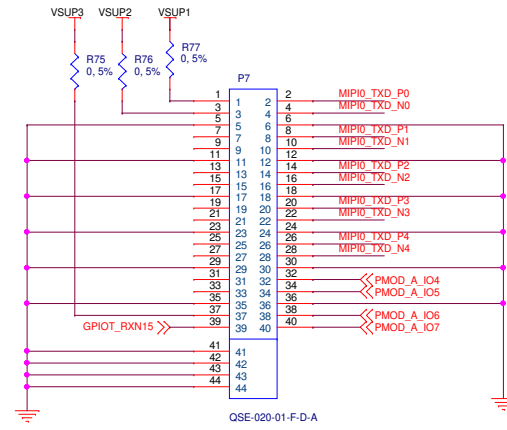 VSUP3 VSUP2 VSUP1
R75
0, 5%
R76
0, 5%
R77
0, 5%
P7
1 1 2 2 MIPI0_TXD_P0
3 3 4 4 MIPI0_TXD_N0
5 5 6 6
7 7 8 8 MIPI0_TXD_P1
9 9 10 10 MIPI0_TXD_N1
11 11 12 12
13 13 14 14 MIPI0_TXD_P2
15 15 16 16 MIPI0_TXD_N2
17 17 18 18
19 19 20 20 MIPI0_TXD_P3
21 21 22 22 MIPI0_TXD_N3
23 23 24 24
25 25 26 26 MIPI0_TXD_P4
27 27 28 28 MIPI0_TXD_N4
29 29 30 30
31 31 32 32 PMOD_A_IO4
33 33 34 34 PMOD_A_IO5
35 35 36 36
37 37 38 38 PMOD_A_IO6
GPIOT_RXN15 39 39 40 40 PMOD_A_IO7
41 41
42 42
43 43
44 44
QSE-020-01-F-D-A